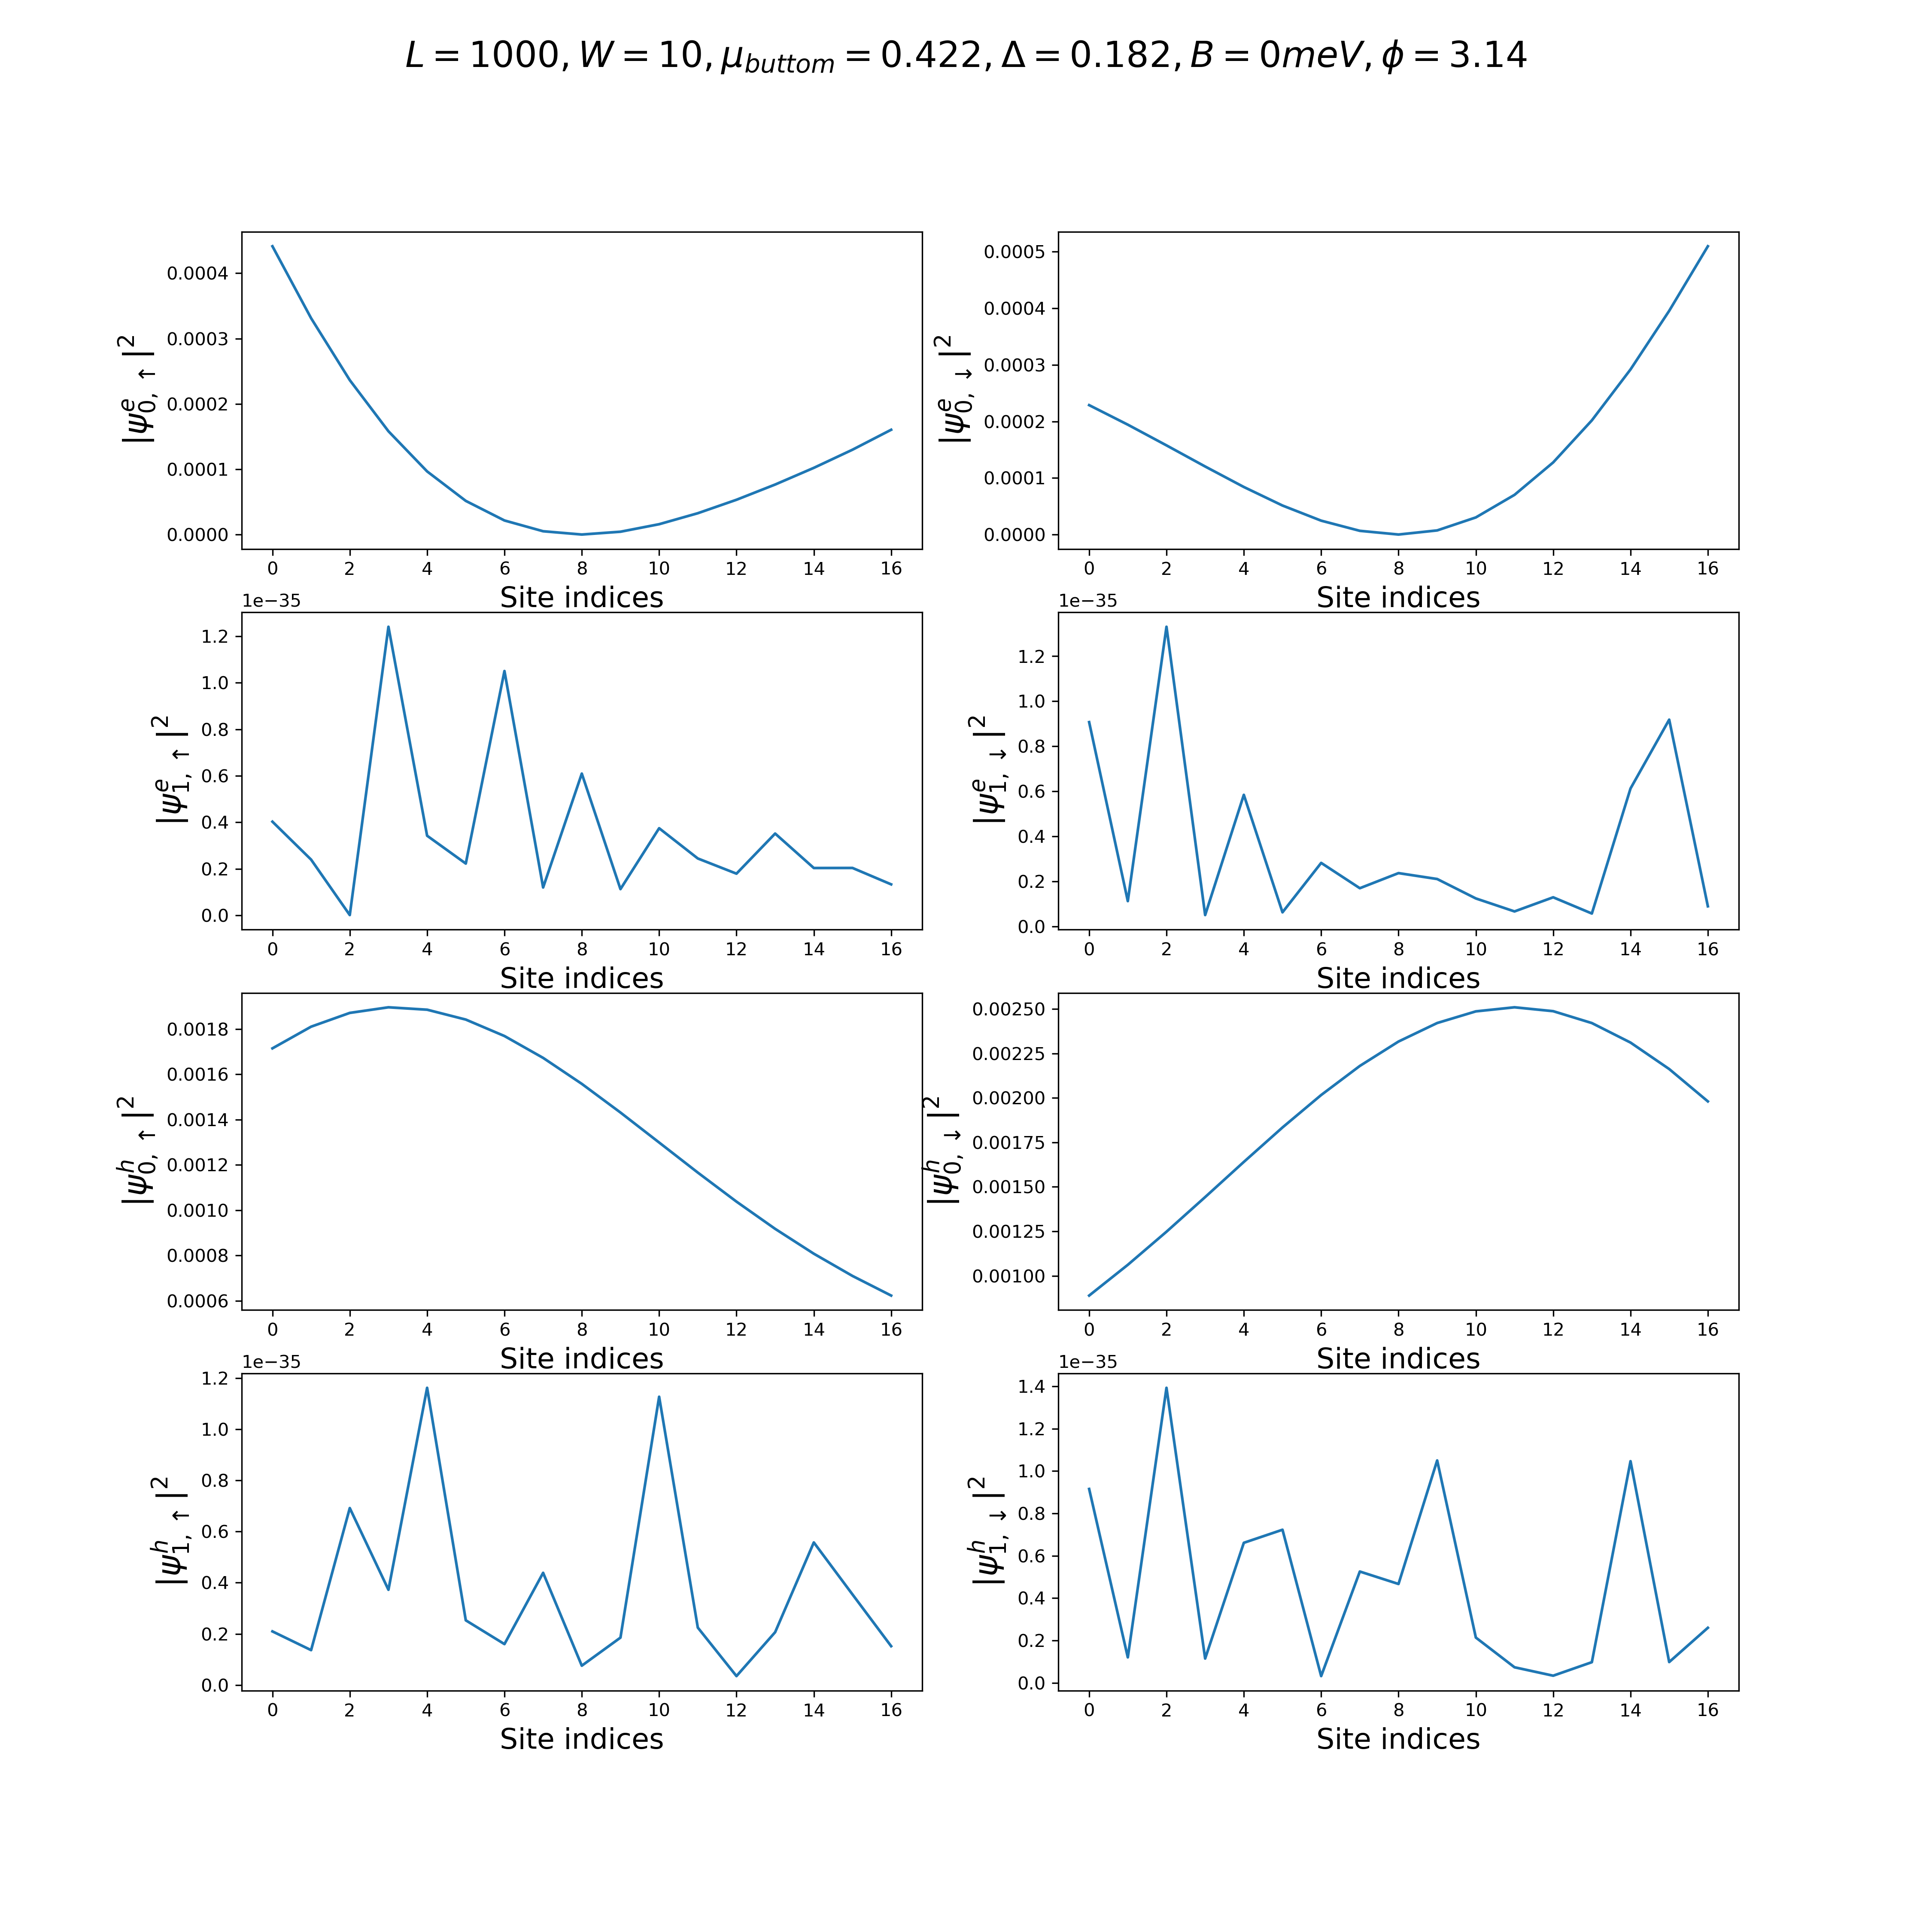 L = 1000, W = 10, μ_buttom = 0.422, Δ = 0.182, B = 0meV, ϕ = 3.14
|ψ^e_{0,↑}|^2
0.0004
0.0003
0.0002
0.0001
0.0000
0 2 4 6 8 10 12 14 16
Site indices
|ψ^e_{0,↓}|^2
0.0005
0.0004
0.0003
0.0002
0.0001
0.0000
0 2 4 6 8 10 12 14 16
Site indices
1e−35
|ψ^e_{1,↑}|^2
1.2
1.0
0.8
0.6
0.4
0.2
0.0
0 2 4 6 8 10 12 14 16
Site indices
1e−35
|ψ^e_{1,↓}|^2
1.2
1.0
0.8
0.6
0.4
0.2
0.0
0 2 4 6 8 10 12 14 16
Site indices
|ψ^h_{0,↑}|^2
0.0018
0.0016
0.0014
0.0012
0.0010
0.0008
0.0006
0 2 4 6 8 10 12 14 16
Site indices
|ψ^h_{0,↓}|^2
0.00250
0.00225
0.00200
0.00175
0.00150
0.00125
0.00100
0 2 4 6 8 10 12 14 16
Site indices
1e−35
|ψ^h_{1,↑}|^2
1.2
1.0
0.8
0.6
0.4
0.2
0.0
0 2 4 6 8 10 12 14 16
Site indices
1e−35
|ψ^h_{1,↓}|^2
1.4
1.2
1.0
0.8
0.6
0.4
0.2
0.0
0 2 4 6 8 10 12 14 16
Site indices